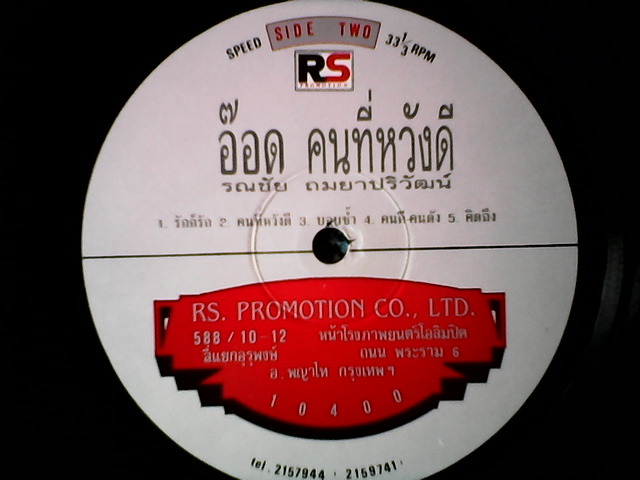 SPEED SIDE TWO 33 1/3 RPM
RS
PROMOTION
อ๊อด คนที่หวังดี
รณชัย ถมยาปริวัฒน์
1. รักก็รัก 2. คนที่หวังดี 3. บอบช้ำ 4. คนดี-คนดัง 5. คิดถึง
RS. PROMOTION CO., LTD.
588 / 10-12 หน้าโรงภาพยนตร์โอลิมปิค
สี่แยกอุรุพงษ์ ถนน พระราม 6
อ. พญาไท กรุงเทพฯ
10400
tel. 2157944 · 2159741 ·